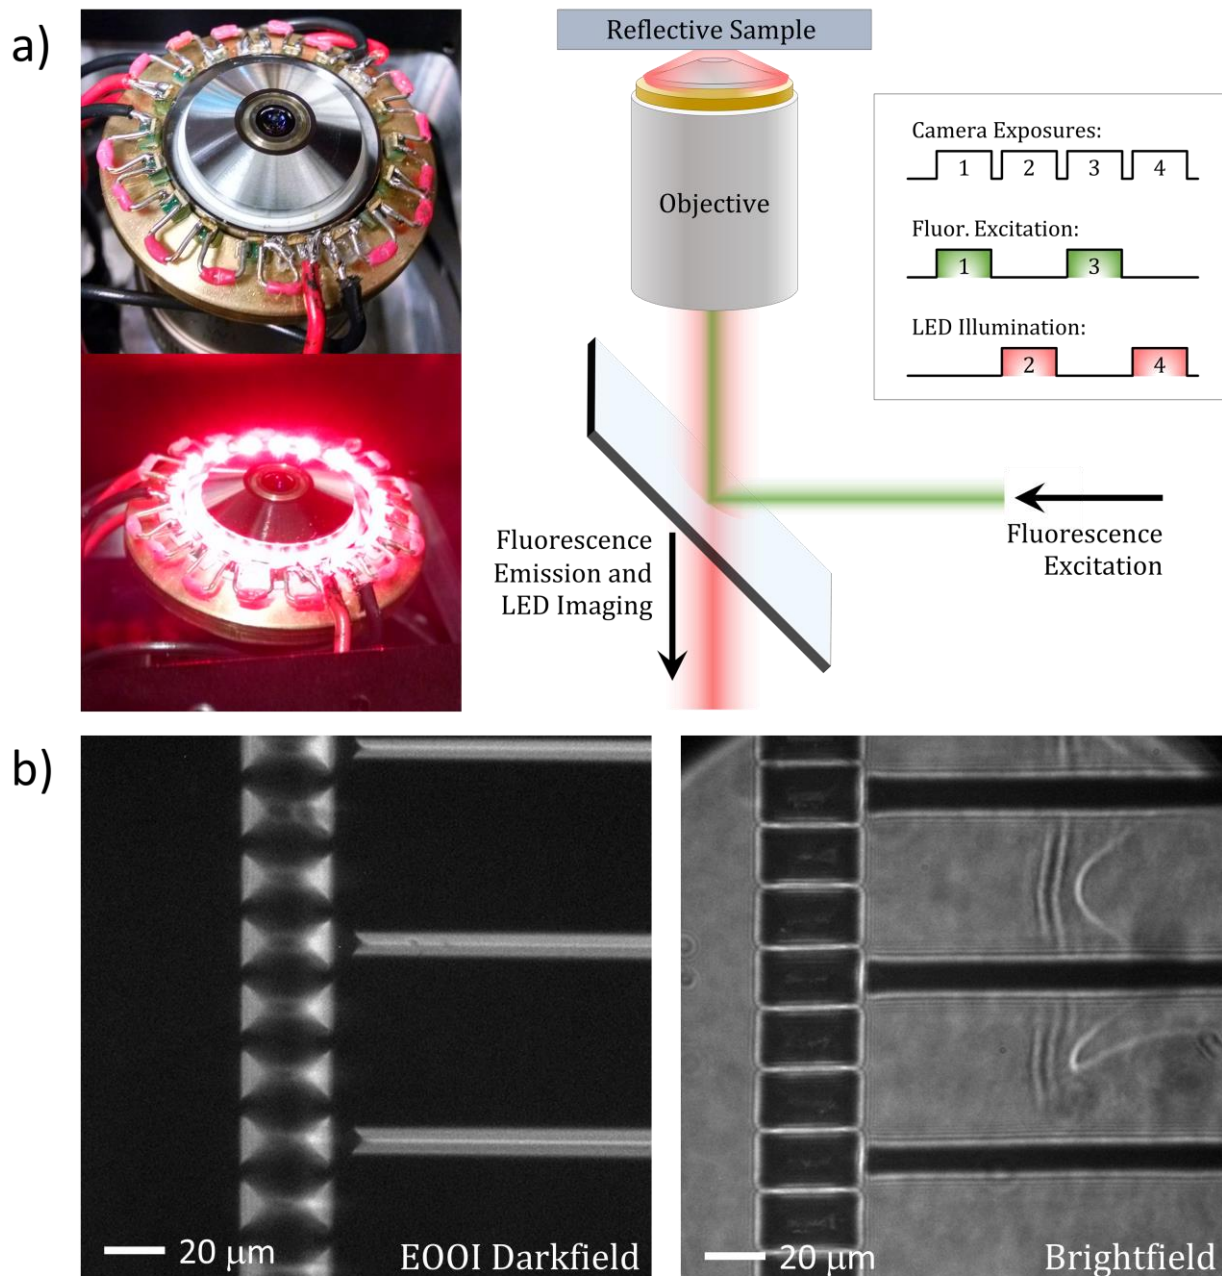 a)
Reflective Sample
Objective
Camera Exposures:
1 2 3 4
Fluor. Excitation:
1 3
LED Illumination:
2 4
Fluorescence
Excitation
Fluorescence
Emission and
LED Imaging
b)
20 μm
EOOI Darkfield
20 μm
Brightfield